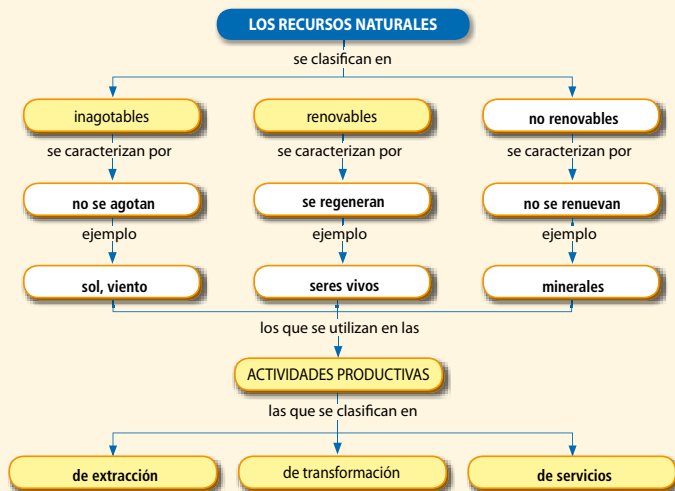 LOS RECURSOS NATURALES
se clasifican en
inagotables
renovables
no renovables
se caracterizan por
se caracterizan por
se caracterizan por
no se agotan
se regeneran
no se renuevan
ejemplo
ejemplo
ejemplo
sol, viento
seres vivos
minerales
los que se utilizan en las
ACTIVIDADES PRODUCTIVAS
las que se clasifican en
de extracción
de transformación
de servicios